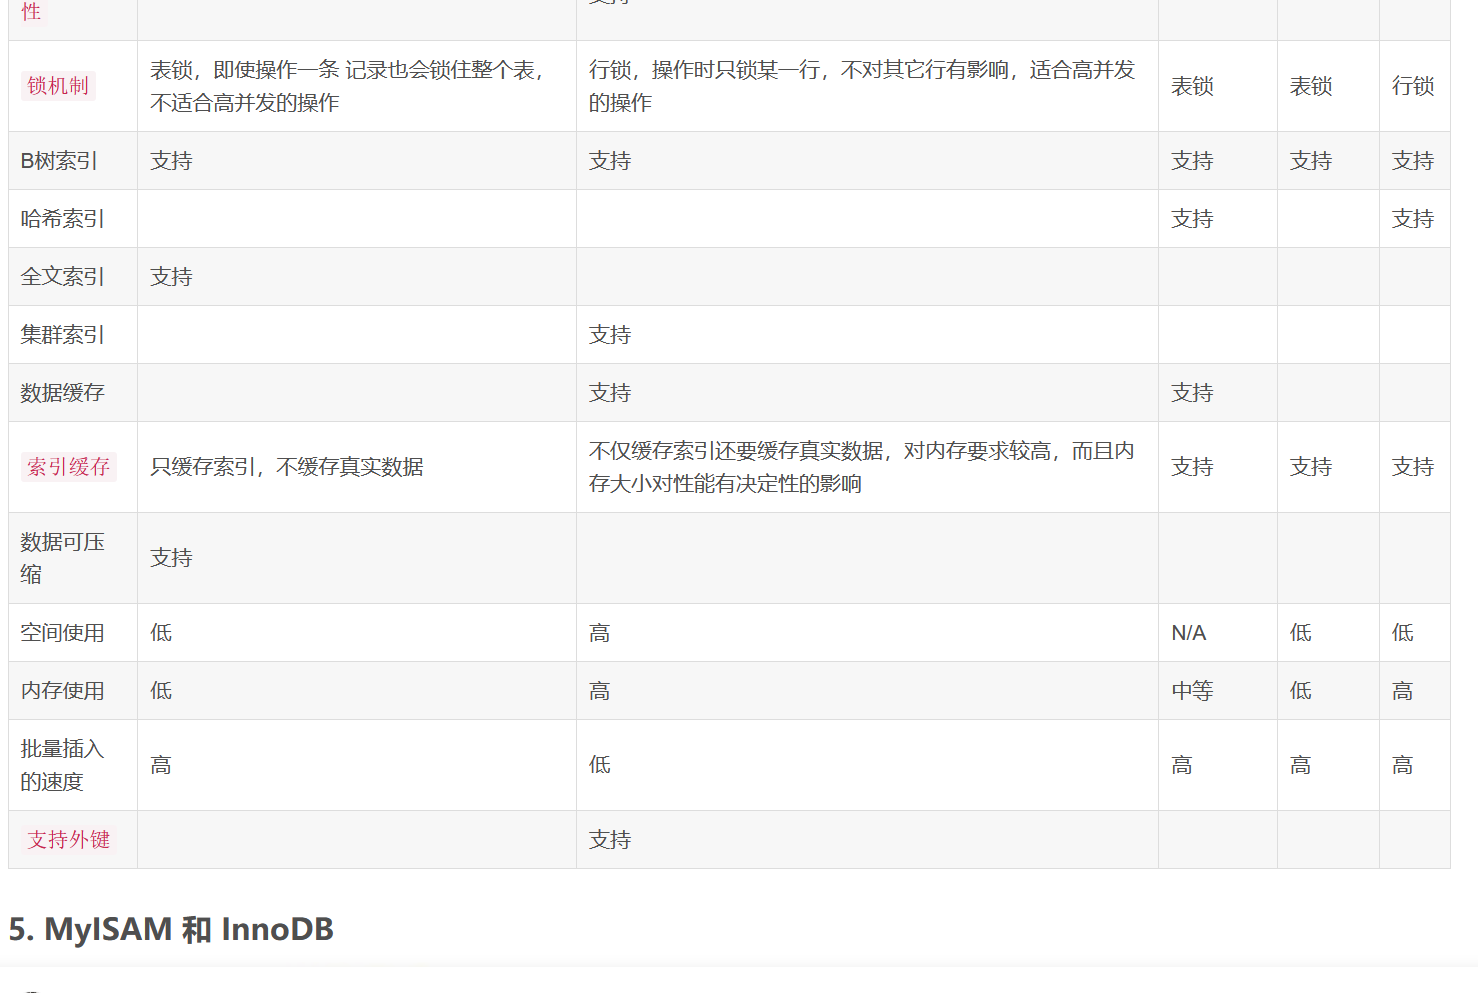 性 支持
锁机制 表锁，即使操作一条 记录也会锁住整个表， 行锁，操作时只锁某一行，不对其它行有影响，适合高并发 表锁 表锁 行锁
不适合高并发的操作 的操作
B树索引 支持 支持 支持 支持 支持
哈希索引 支持 支持
全文索引 支持
集群索引 支持
数据缓存 支持 支持
索引缓存 只缓存索引，不缓存真实数据 不仅缓存索引还要缓存真实数据，对内存要求较高，而且内 支持 支持 支持
存大小对性能有决定性的影响
数据可压 支持
缩
空间使用 低 高 N/A 低 低
内存使用 低 高 中等 低 高
批量插入 高 低 高 高 高
的速度
支持外键 支持
5. MyISAM 和 InnoDB